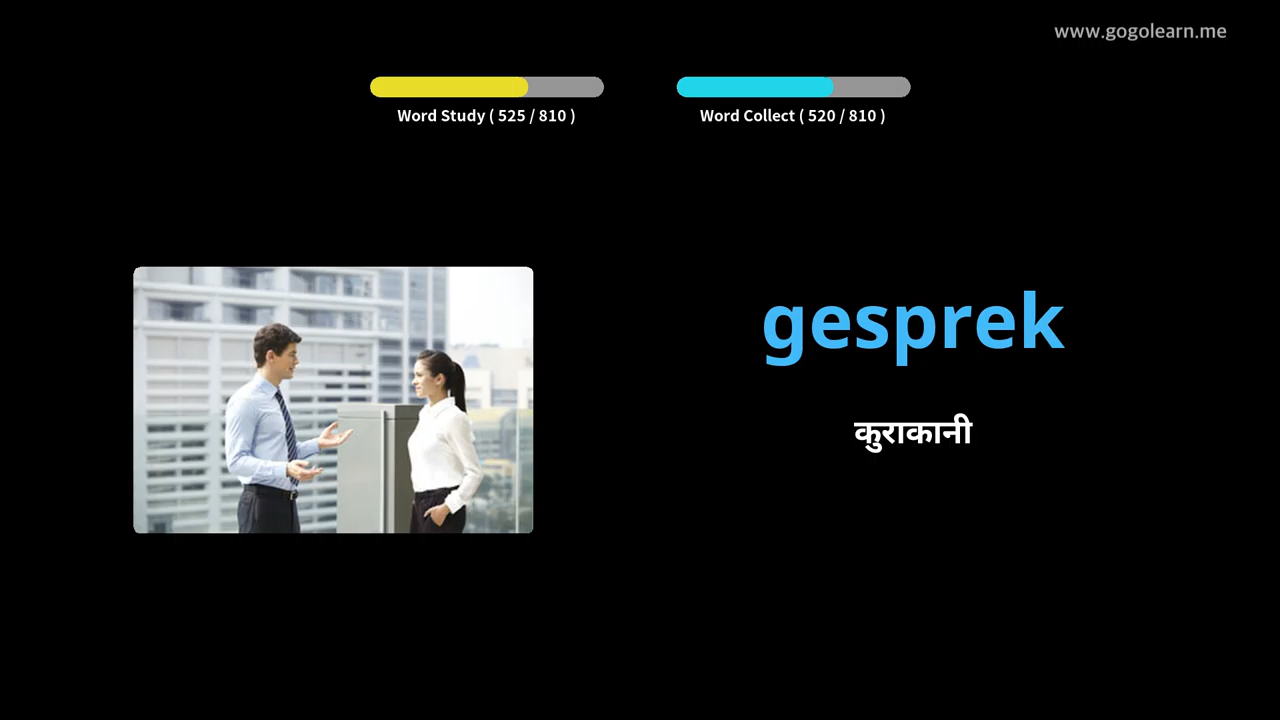 www.gogolearn.me
Word Study ( 525 / 810 )
Word Collect ( 520 / 810 )
gesprek
कुराकानी